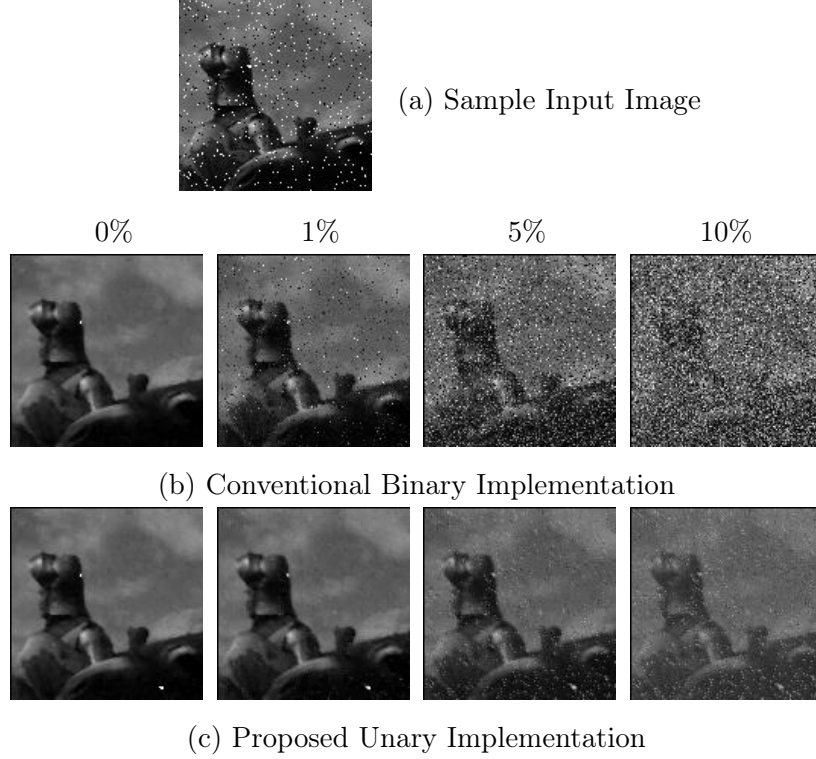 (a) Sample Input Image
0% 1% 5% 10%
(b) Conventional Binary Implementation
(c) Proposed Unary Implementation